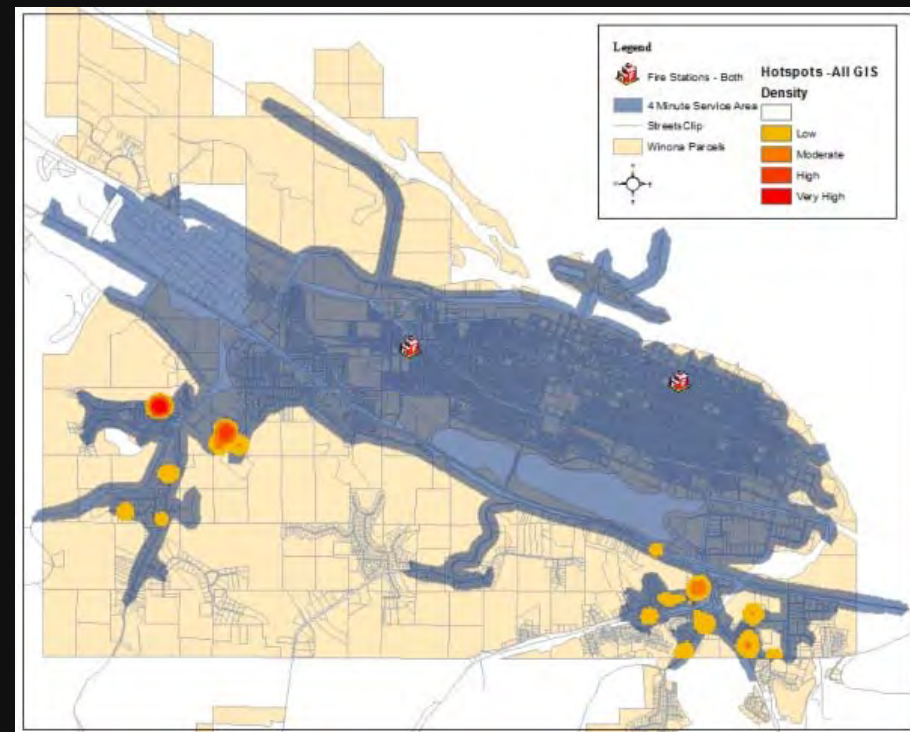 Legend
Fire Stations - Both
4 Minute Service Area
StreetsClip
Winona Parcels
Hotspots -All GIS
Density
Low
Moderate
High
Very High